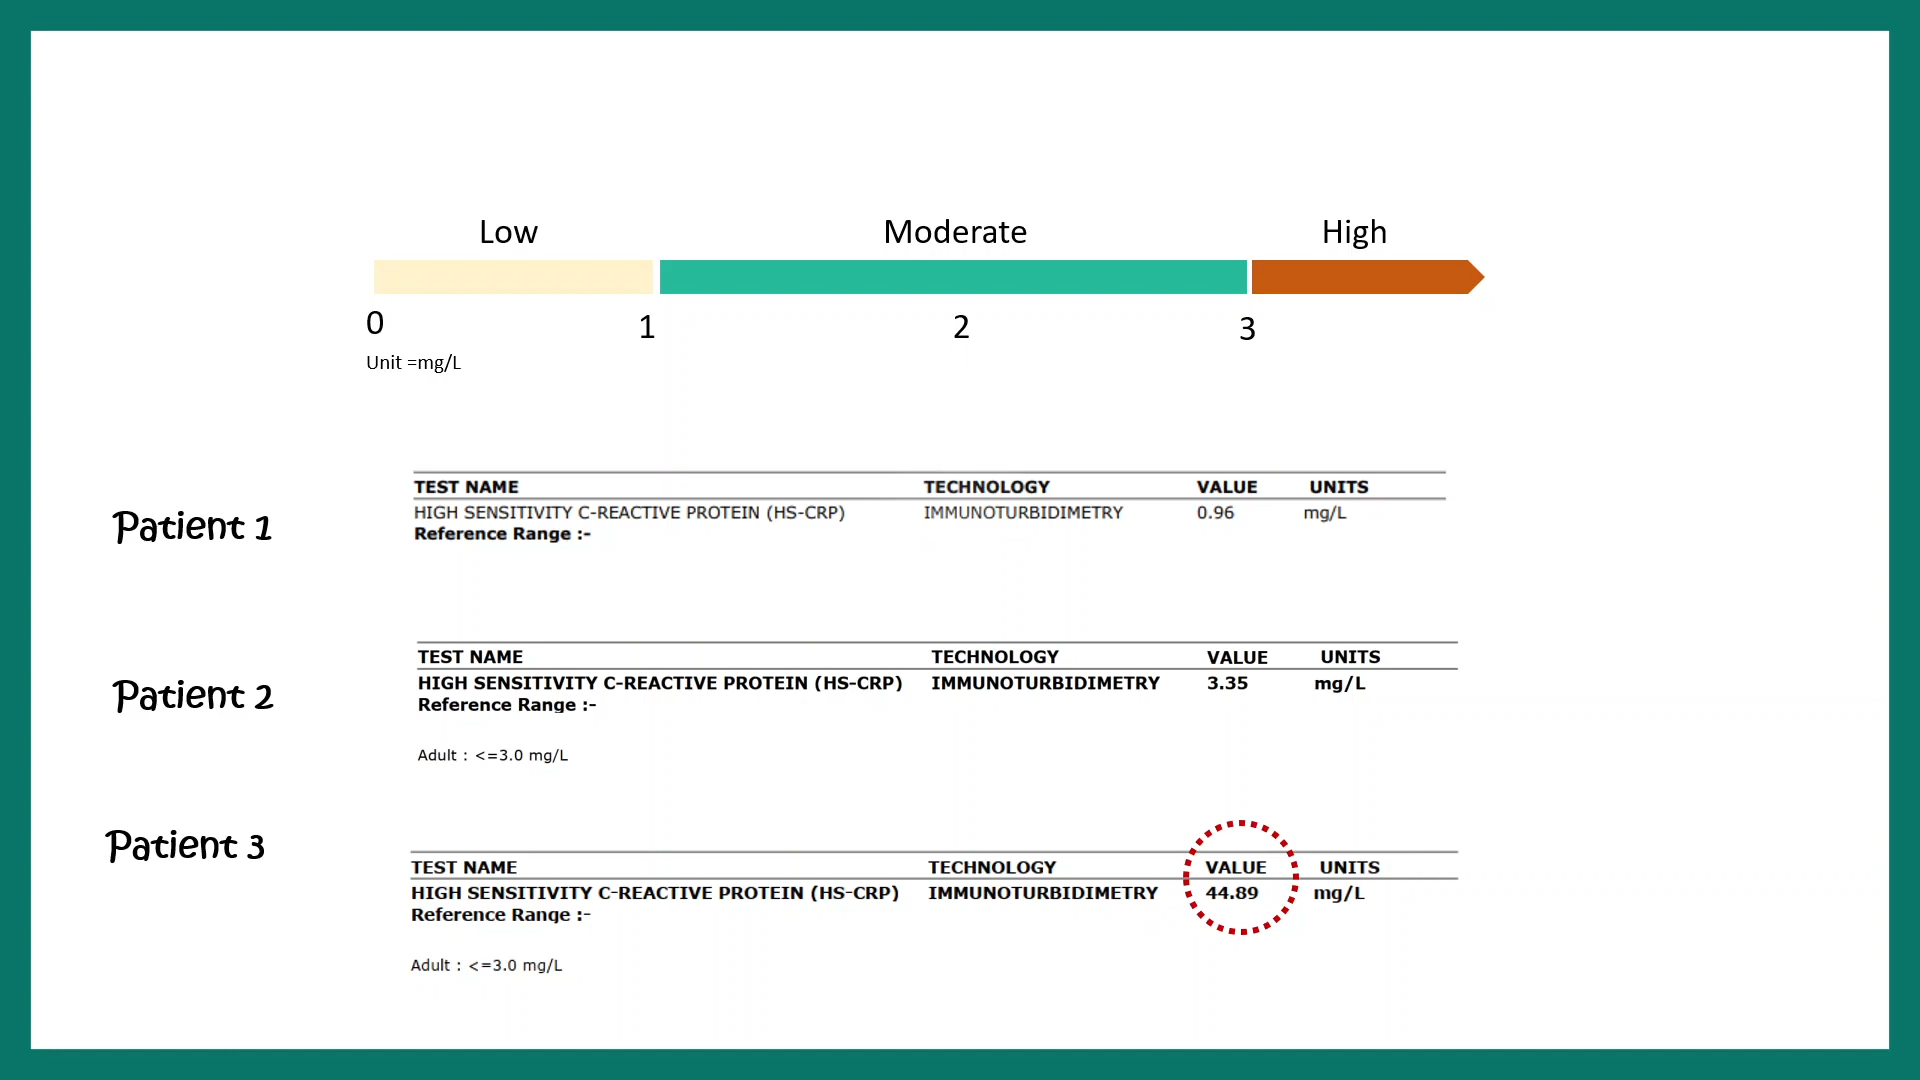 Low Moderate High
0 1 2 3
Unit =mg/L
TEST NAME TECHNOLOGY VALUE UNITS
HIGH SENSITIVITY C-REACTIVE PROTEIN (HS-CRP) IMMUNOTURBIDIMETRY 0.96 mg/L
Patient 1
Reference Range :-
TEST NAME TECHNOLOGY VALUE UNITS
HIGH SENSITIVITY C-REACTIVE PROTEIN (HS-CRP) IMMUNOTURBIDIMETRY 3.35 mg/L
Patient 2
Reference Range :-
Adult : <=3.0 mg/L
Patient 3
TEST NAME TECHNOLOGY VALUE UNITS
HIGH SENSITIVITY C-REACTIVE PROTEIN (HS-CRP) IMMUNOTURBIDIMETRY 44.89 mg/L
Reference Range :-
Adult : <=3.0 mg/L